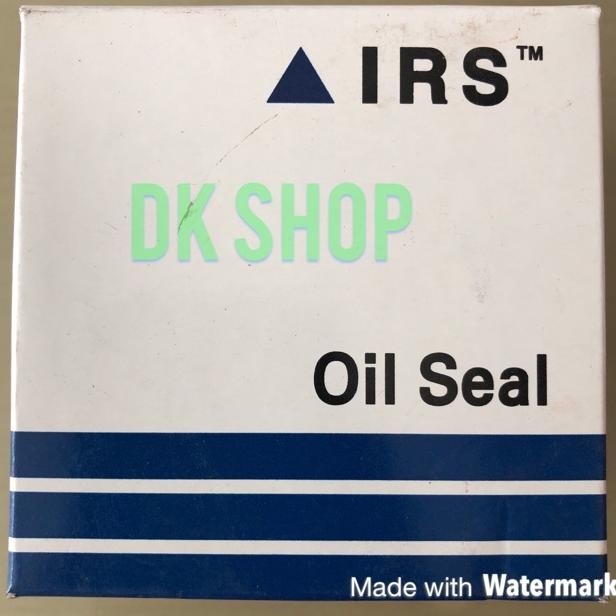 IRS™
DK SHOP
Oil Seal
Made with Watermark